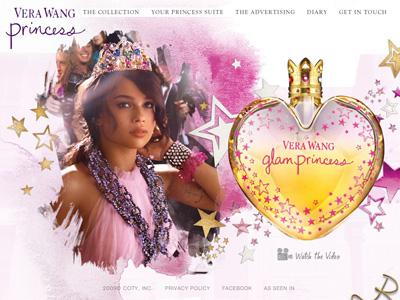 VERA WANG
Princess
THE COLLECTION YOUR PRINCESS SUITE THE ADVERTISING DIARY GET IN TOUCH
VERA WANG
glam princess
Watch the Video
COTY, INC. PRIVACY POLICY FACEBOOK AS SEEN IN